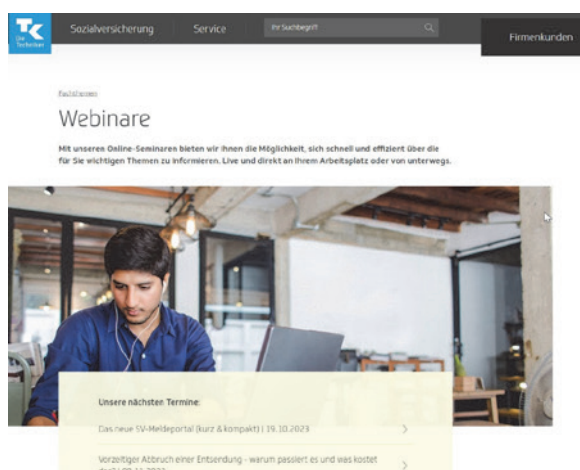 TK
Die
Techniker
Sozialversicherung
Service
Ihr Suchbegriff
Firmenkunden
Fachthemen
Webinare
Mit unseren Online-Seminaren bieten wir Ihnen die Möglichkeit, sich schnell und effizient über die
für Sie wichtigen Themen zu informieren. Live und direkt an Ihrem Arbeitsplatz oder von unterwegs.
Unsere nächsten Termine:
Das neue SV-Meldeportal (kurz & kompakt) | 19.10.2023
Vorzeitiger Abbruch einer Entsendung - warum passiert es und was kostet